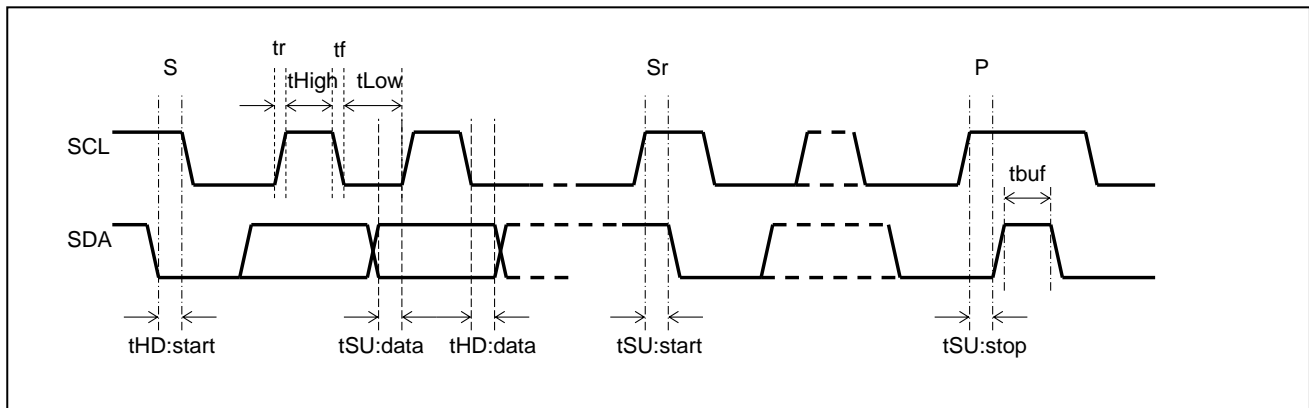 tr tf
S Sr P
tHigh tLow
SCL
tbuf
SDA
tHD:start tSU:data tHD:data tSU:start tSU:stop